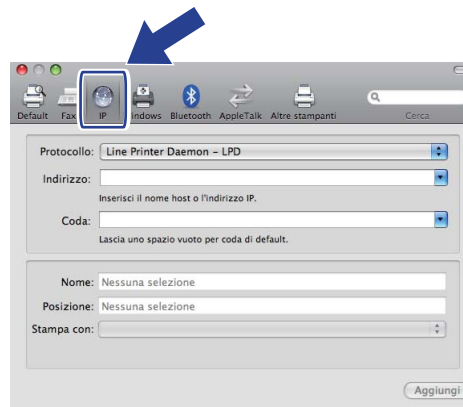 Default Fax IP Windows Bluetooth AppleTalk Altre stampanti Cerca
Protocollo: Line Printer Daemon – LPD
Indirizzo:
Inserisci il nome host o l'indirizzo IP.
Coda:
Lascia uno spazio vuoto per coda di default.
Nome: Nessuna selezione
Posizione: Nessuna selezione
Stampa con:
Aggiungi